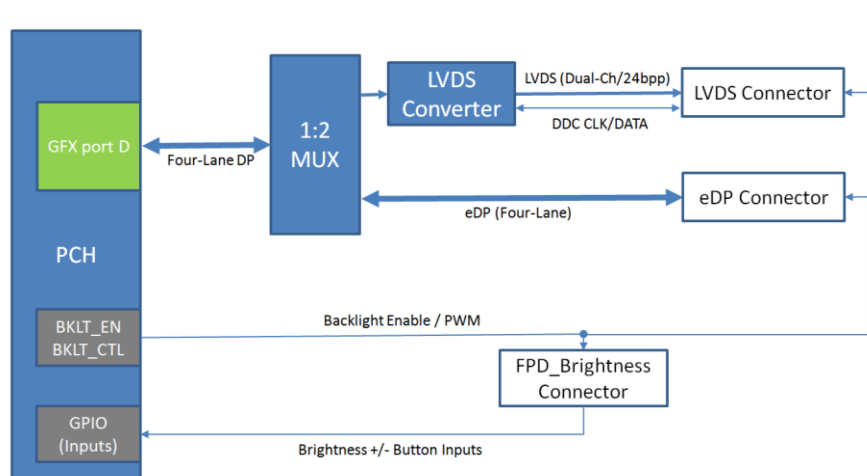 GFX port D
Four-Lane DP
1:2
MUX
LVDS
Converter
LVDS (Dual-Ch/24bpp)
DDC CLK/DATA
LVDS Connector
eDP (Four-Lane)
eDP Connector
PCH
BKLT_EN
BKLT_CTL
Backlight Enable / PWM
FPD_Brightness
Connector
GPIO
(Inputs)
Brightness +/- Button Inputs